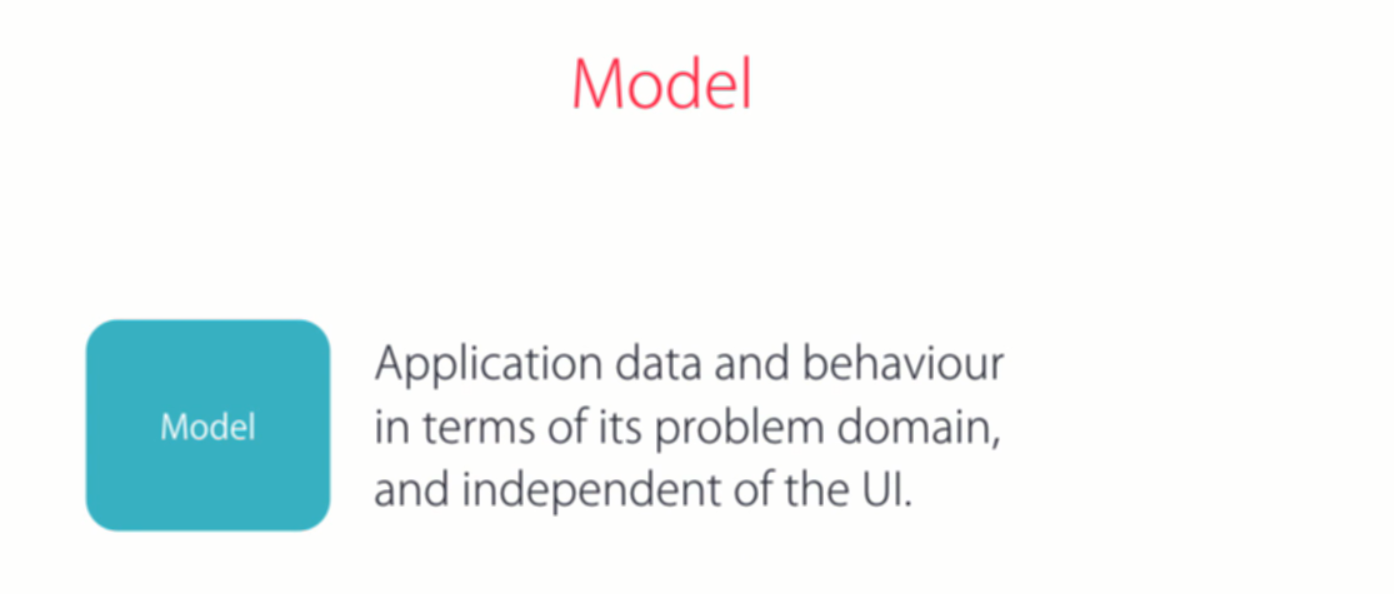 Model
Model
Application data and behaviour
in terms of its problem domain,
and independent of the UI.